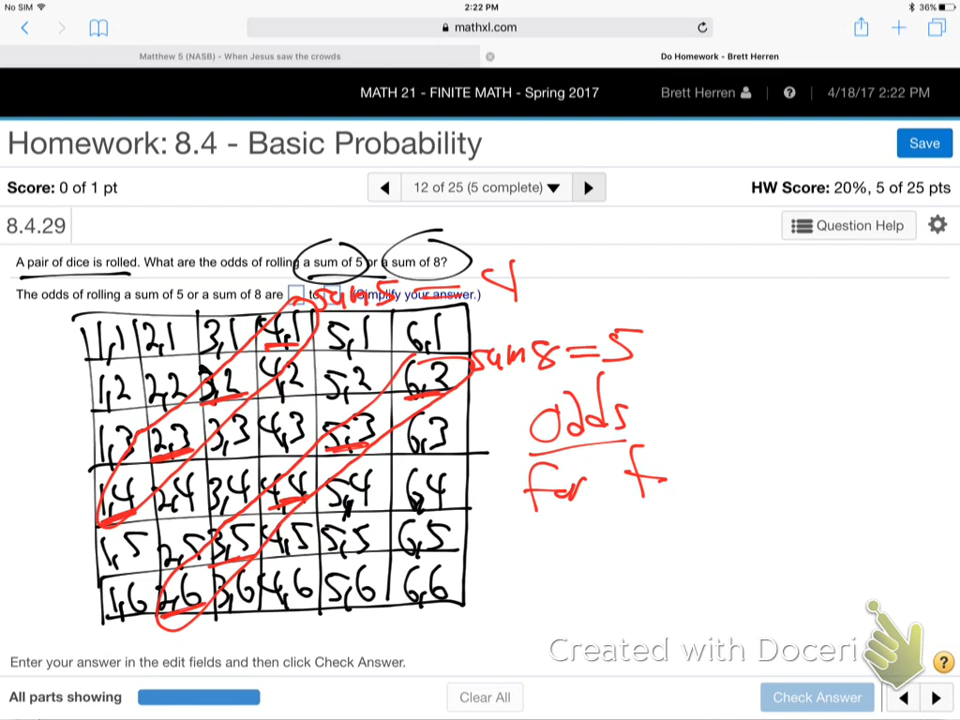 No SIM 2:22 PM 36%
mathxl.com
Matthew 5 (NASB) - When Jesus saw the crowds Do Homework - Brett Herren
MATH 21 - FINITE MATH - Spring 2017 Brett Herren ? 4/18/17 2:22 PM
Homework: 8.4 - Basic Probability Save
Score: 0 of 1 pt 12 of 25 (5 complete) HW Score: 20%, 5 of 25 pts
8.4.29 Question Help
A pair of dice is rolled. What are the odds of rolling a sum of 5 or a sum of 8?
The odds of rolling a sum of 5 or a sum of 8 are to (Simplify your answer.)
sum 5 = 4
1,1 2,1 3,1 4,1 5,1 6,1
sum 8 = 5
1,2 2,2 3,2 4,2 5,2 6,3
odds
1,3 2,3 3,3 4,3 5,3 6,3
for f
1,4 2,4 3,4 4,4 5,4 6,4
1,5 2,5 3,5 4,5 5,5 6,5
1,6 2,6 3,6 4,6 5,6 6,6
Created with Doceri
Enter your answer in the edit fields and then click Check Answer. ?
All parts showing Clear All Check Answer